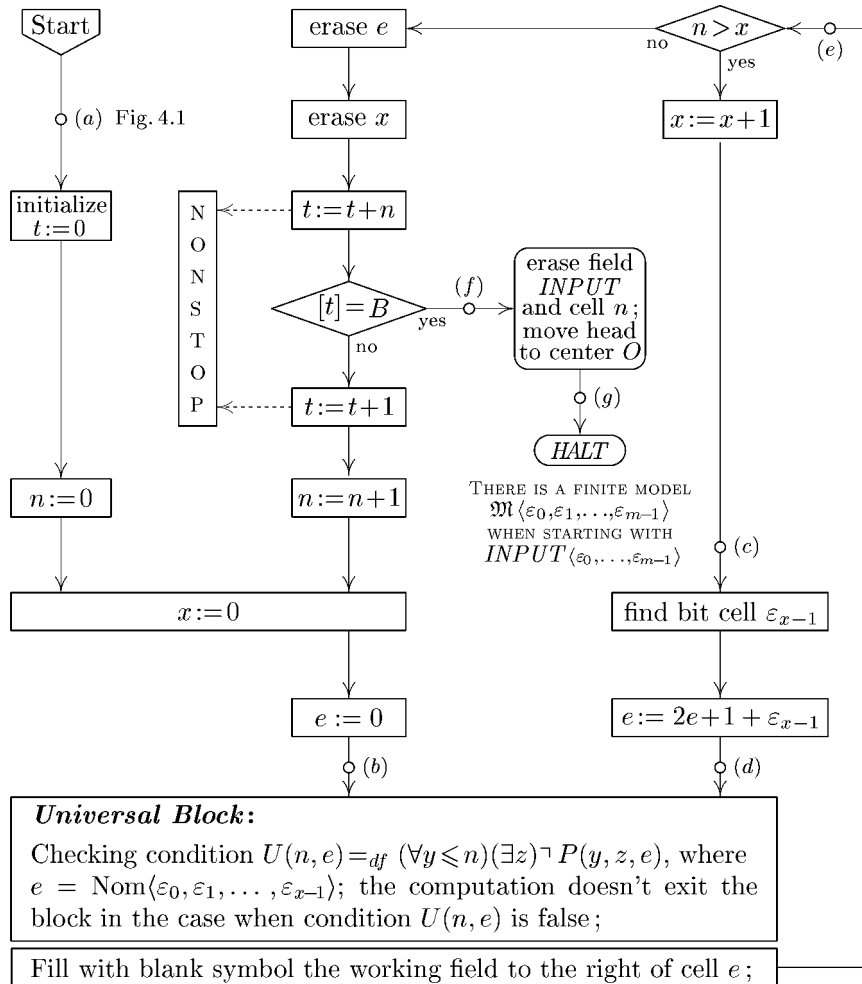 Start
(a) Fig. 4.1
initialize
t:=0
n:=0
erase e
erase x
t:=t+n
N
O
N
S
T
O
P
[t]=B
yes
no
(f)
t:=t+1
n:=n+1
erase field
INPUT
and cell n;
move head
to center O
(g)
HALT
THERE IS A FINITE MODEL
𝔐⟨ε₀,ε₁,...,εₘ₋₁⟩
WHEN STARTING WITH
INPUT⟨ε₀,...,εₘ₋₁⟩
n>x
no
yes
(e)
x:=x+1
(c)
x:=0
find bit cell εₓ₋₁
e:=0
e:=2e+1+εₓ₋₁
(b)
(d)
Universal Block:
Checking condition U(n,e)=df (∀y⩽n)(∃z)¬P(y,z,e), where
e = Nom⟨ε₀,ε₁,...,εₓ₋₁⟩; the computation doesn't exit the
block in the case when condition U(n,e) is false;
Fill with blank symbol the working field to the right of cell e;